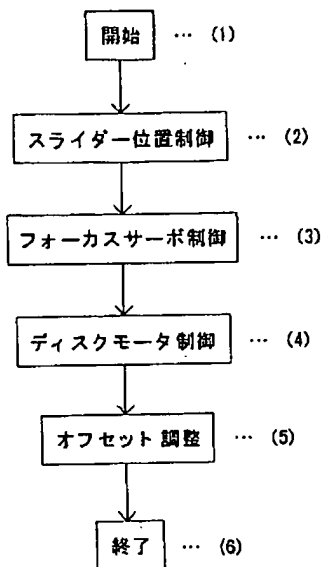 開始 … (1)
スライダー位置制御 … (2)
フォーカスサーボ制御 … (3)
ディスクモータ制御 … (4)
オフセット調整 … (5)
終了 … (6)